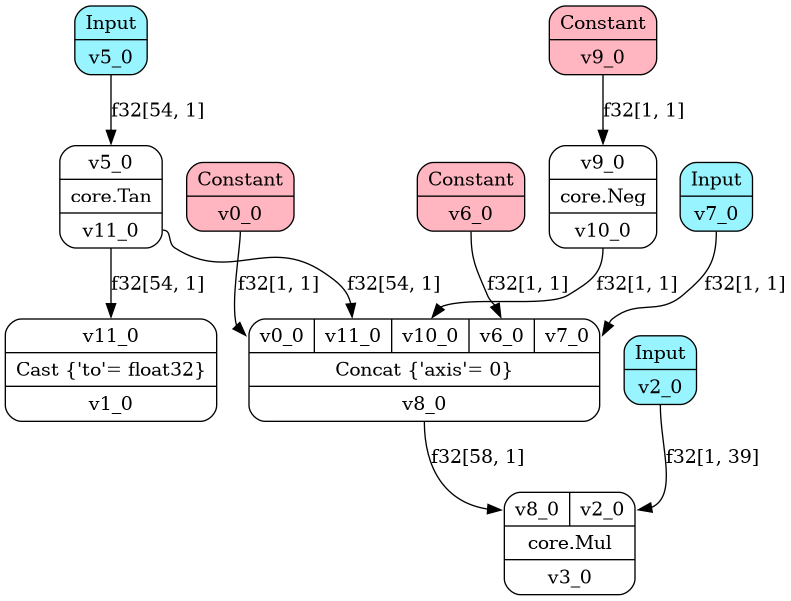 Input
v5_0
Constant
v9_0
f32[54, 1]
f32[1, 1]
v5_0
core.Tan
v11_0
Constant
v0_0
Constant
v6_0
v9_0
core.Neg
v10_0
Input
v7_0
f32[54, 1]
f32[1, 1]
f32[54, 1]
f32[1, 1]
f32[1, 1]
f32[1, 1]
v11_0
Cast {'to'= float32}
v1_0
v0_0 v11_0 v10_0 v6_0 v7_0
Concat {'axis'= 0}
v8_0
Input
v2_0
f32[58, 1]
f32[1, 39]
v8_0 v2_0
core.Mul
v3_0